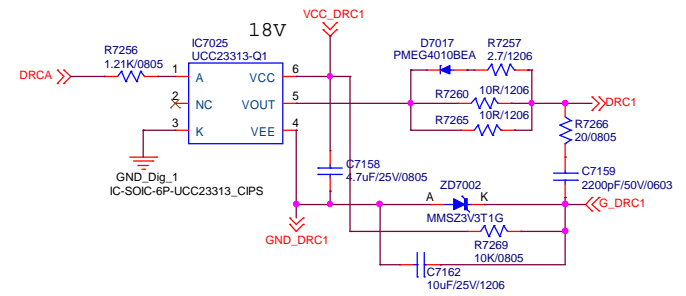 18V
VCC_DRC1
IC7025
UCC23313-Q1
R7256
1.21K/0805
DRCA
1
A
VCC
6
2
NC
VOUT
5
3
K
VEE
4
GND_Dig_1
IC-SOIC-6P-UCC23313_CIPS
D7017
PMEG4010BEA
R7257
2.7/1206
R7260
10R/1206
R7265
10R/1206
DRC1
R7266
20/0805
C7158
4.7uF/25V/0805
C7159
2200pF/50V/0603
ZD7002
A
K
MMSZ3V3T1G
G_DRC1
GND_DRC1
R7269
10K/0805
C7162
10uF/25V/1206